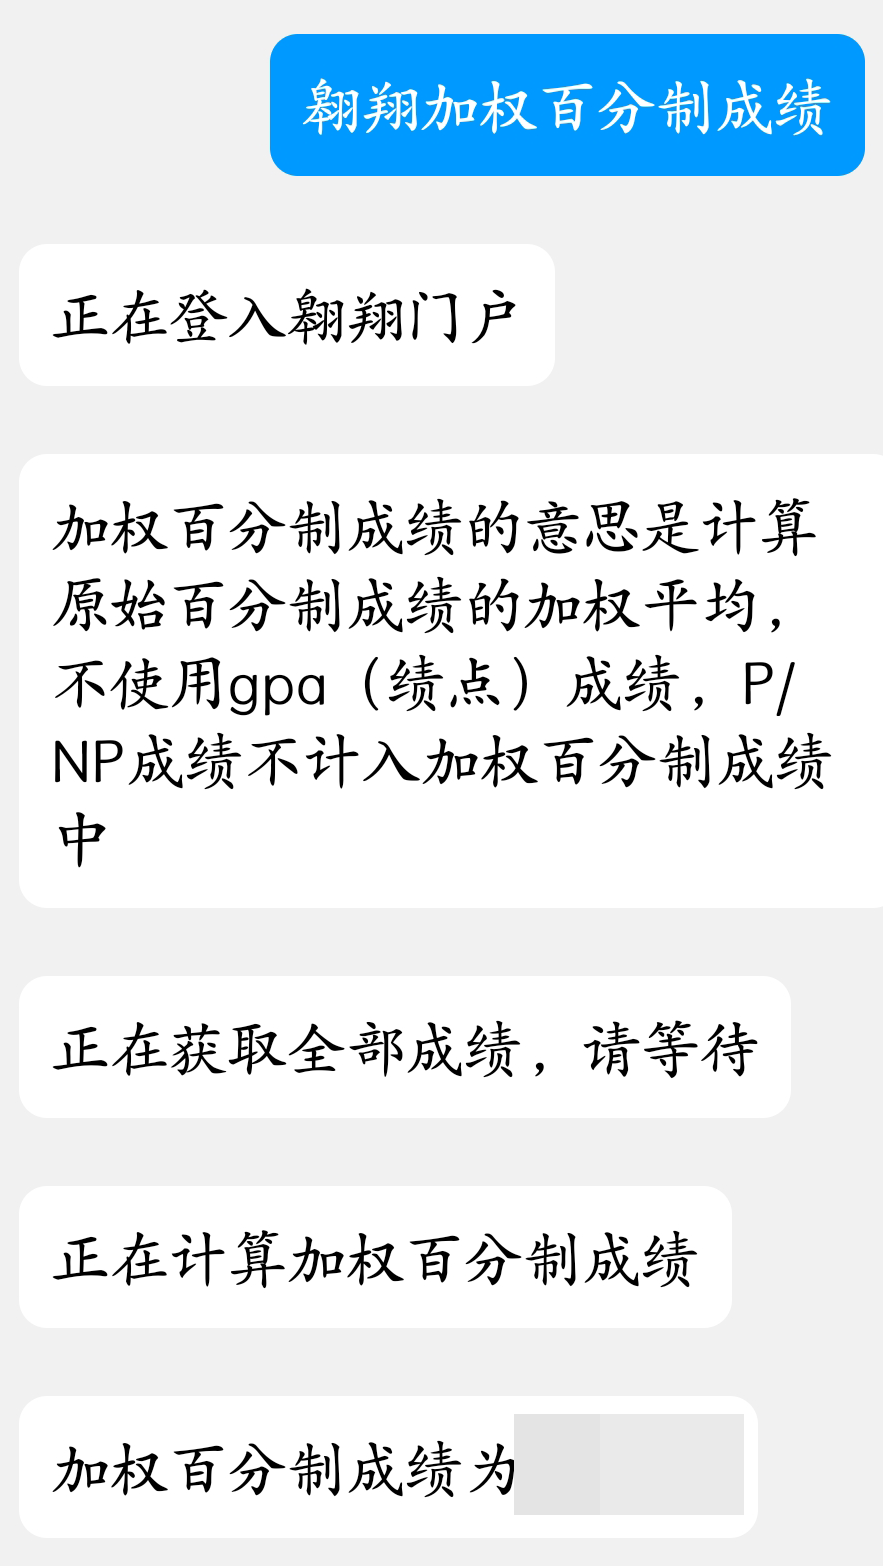 翱翔加权百分制成绩
正在登入翱翔门户
加权百分制成绩的意思是计算
原始百分制成绩的加权平均，
不使用gpa（绩点）成绩，P/
NP成绩不计入加权百分制成绩
中
正在获取全部成绩，请等待
正在计算加权百分制成绩
加权百分制成绩为